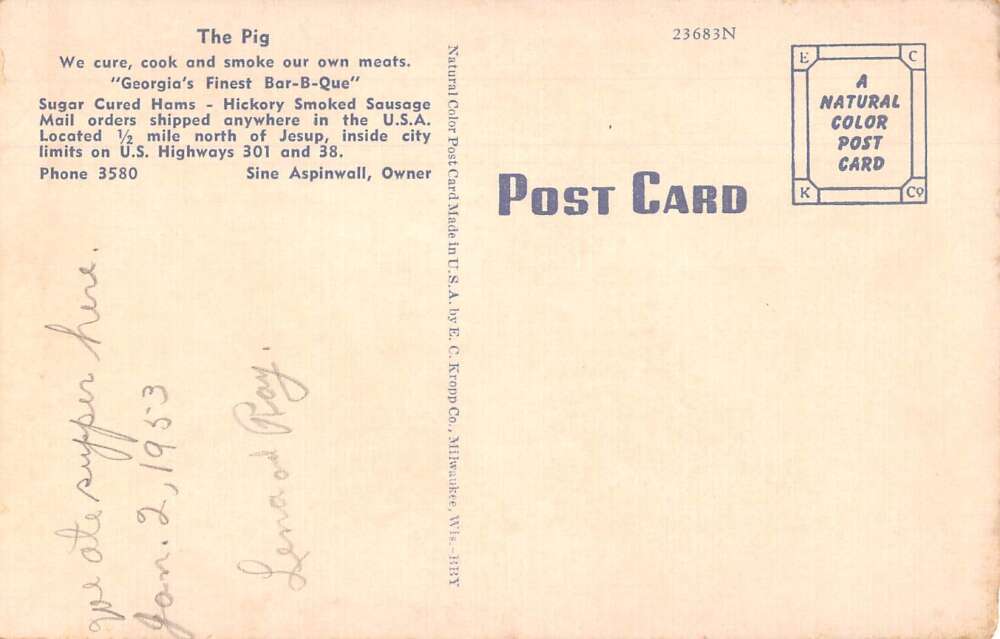 The Pig
We cure, cook and smoke our own meats.
"Georgia's Finest Bar-B-Que"
Sugar Cured Hams - Hickory Smoked Sausage
Mail orders shipped anywhere in the U.S.A.
Located ½ mile north of Jesup, inside city
limits on U.S. Highways 301 and 38.
Phone 3580 Sine Aspinwall, Owner
we ate supper here.
Jan. 2, 1953
Ray.
Natural Color Post Card Made in U.S.A. by E. C. Kropp Co., Milwaukee, Wis.-BBY
23683N
POST CARD
E C
A
NATURAL
COLOR
POST
CARD
K Co